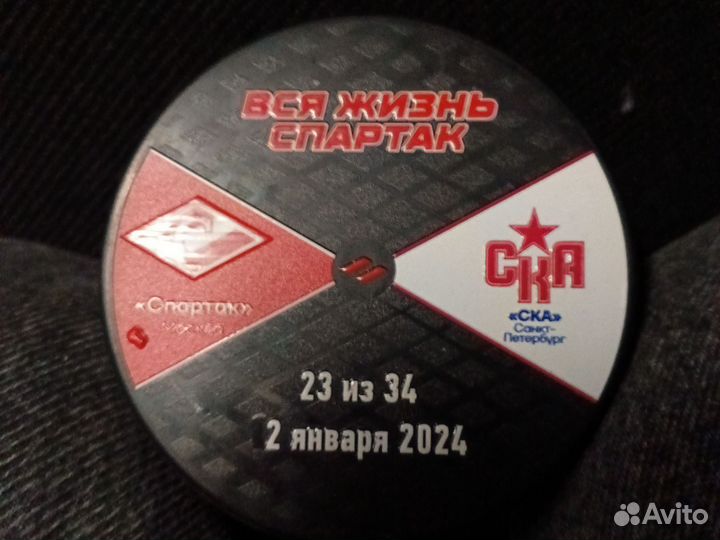 ВСЯ ЖИЗНЬ
СПАРТАК
«Спартак»
СКА
«СКА»
Санкт-
Петербург
23 из 34
2 января 2024
Avito